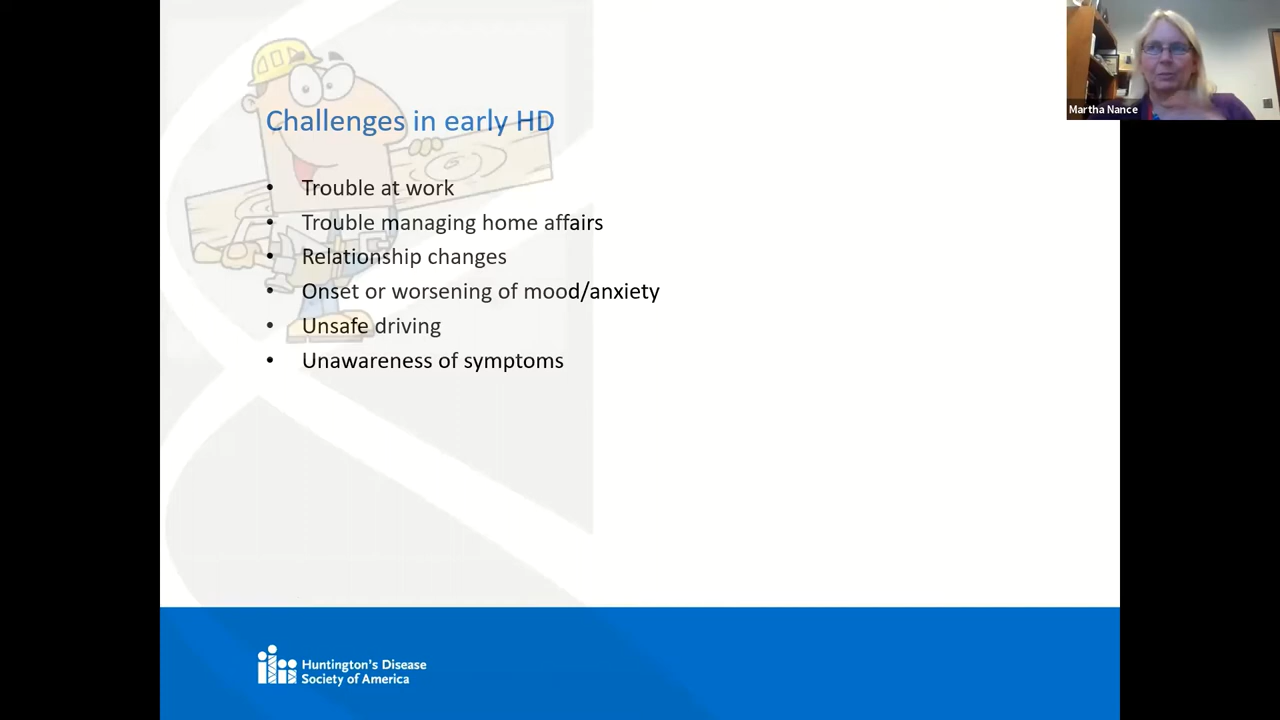 Martha Nance
Challenges in early HD
• Trouble at work
• Trouble managing home affairs
• Relationship changes
• Onset or worsening of mood/anxiety
• Unsafe driving
• Unawareness of symptoms
Huntington's Disease
Society of America